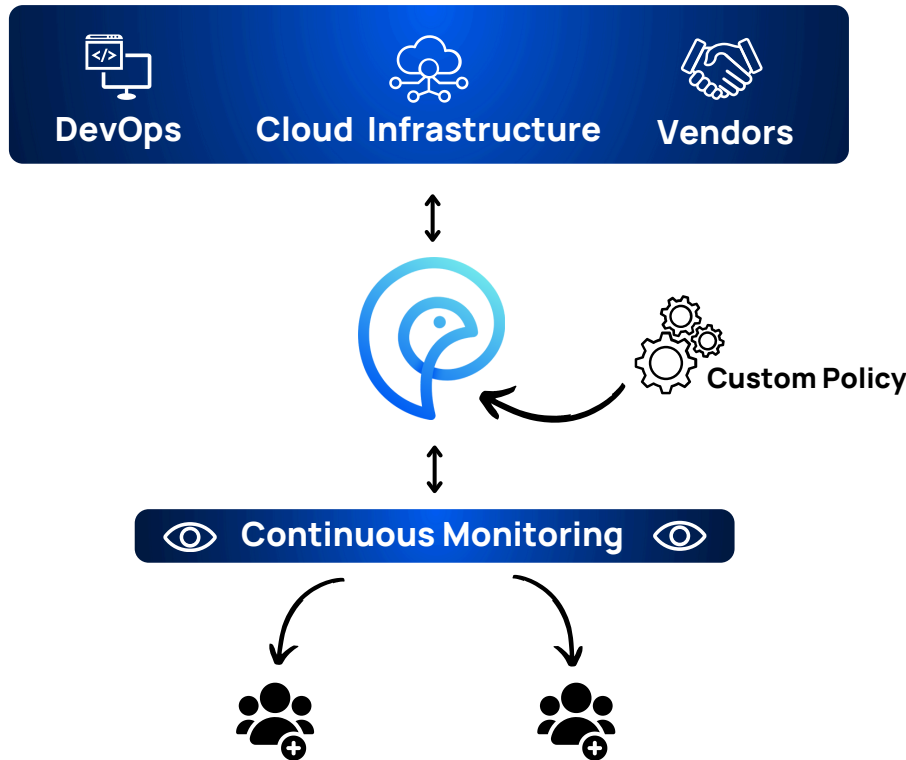 </>
DevOps
Cloud Infrastructure
Vendors
Custom Policy
Continuous Monitoring